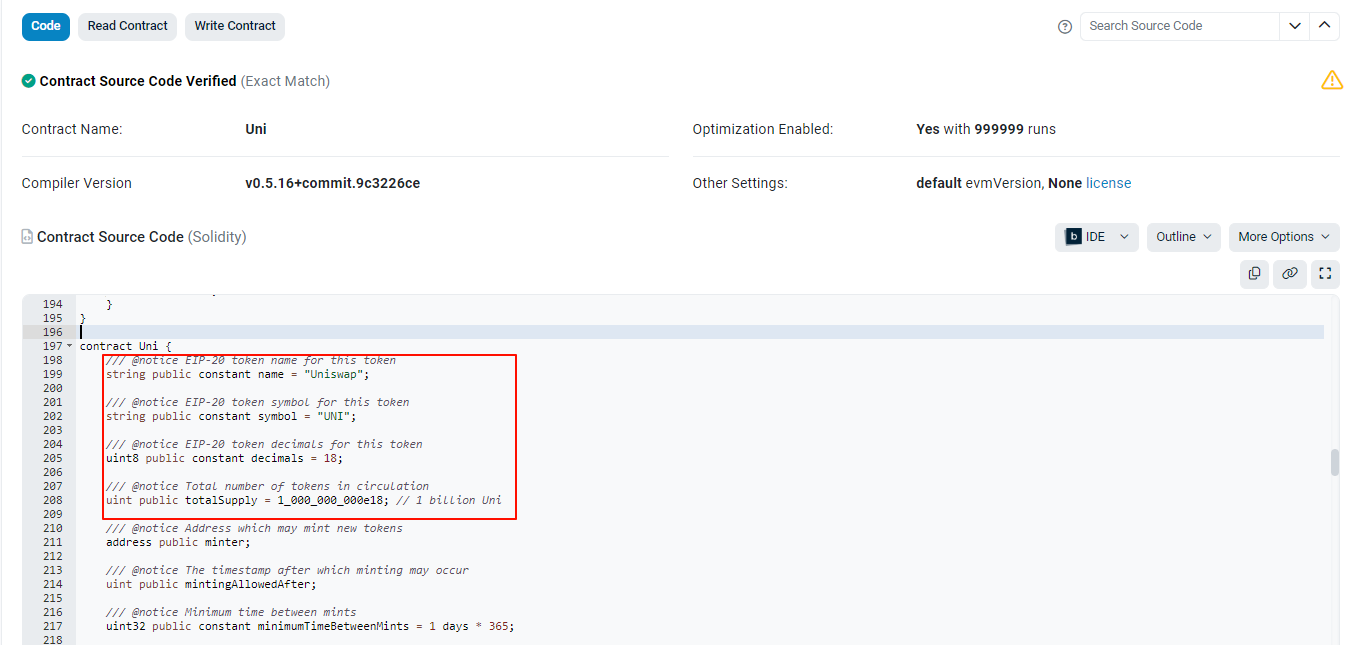 Code Read Contract Write Contract Search Source Code
Contract Source Code Verified (Exact Match)
Contract Name: Uni Optimization Enabled: Yes with 999999 runs
Compiler Version v0.5.16+commit.9c3226ce Other Settings: default evmVersion, None license
Contract Source Code (Solidity) b IDE Outline More Options
194 }
195 }
196
197 contract Uni {
198 /// @notice EIP-20 token name for this token
199 string public constant name = "Uniswap";
200
201 /// @notice EIP-20 token symbol for this token
202 string public constant symbol = "UNI";
203
204 /// @notice EIP-20 token decimals for this token
205 uint8 public constant decimals = 18;
206
207 /// @notice Total number of tokens in circulation
208 uint public totalSupply = 1_000_000_000e18; // 1 billion Uni
209
210 /// @notice Address which may mint new tokens
211 address public minter;
212
213 /// @notice The timestamp after which minting may occur
214 uint public mintingAllowedAfter;
215
216 /// @notice Minimum time between mints
217 uint32 public constant minimumTimeBetweenMints = 1 days * 365;
218